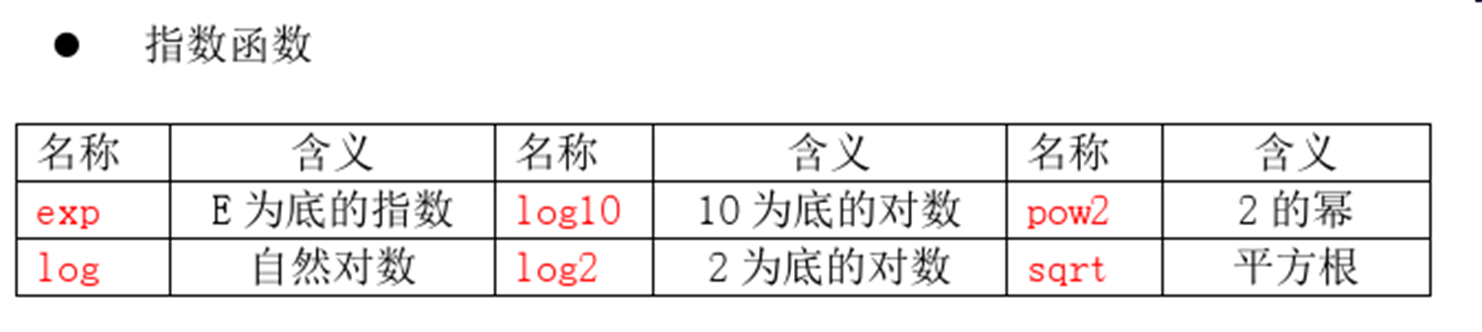 ● 指数函数
名称 含义 名称 含义 名称 含义
exp E 为底的指数 log10 10 为底的对数 pow2 2 的幂
log 自然对数 log2 2 为底的对数 sqrt 平方根